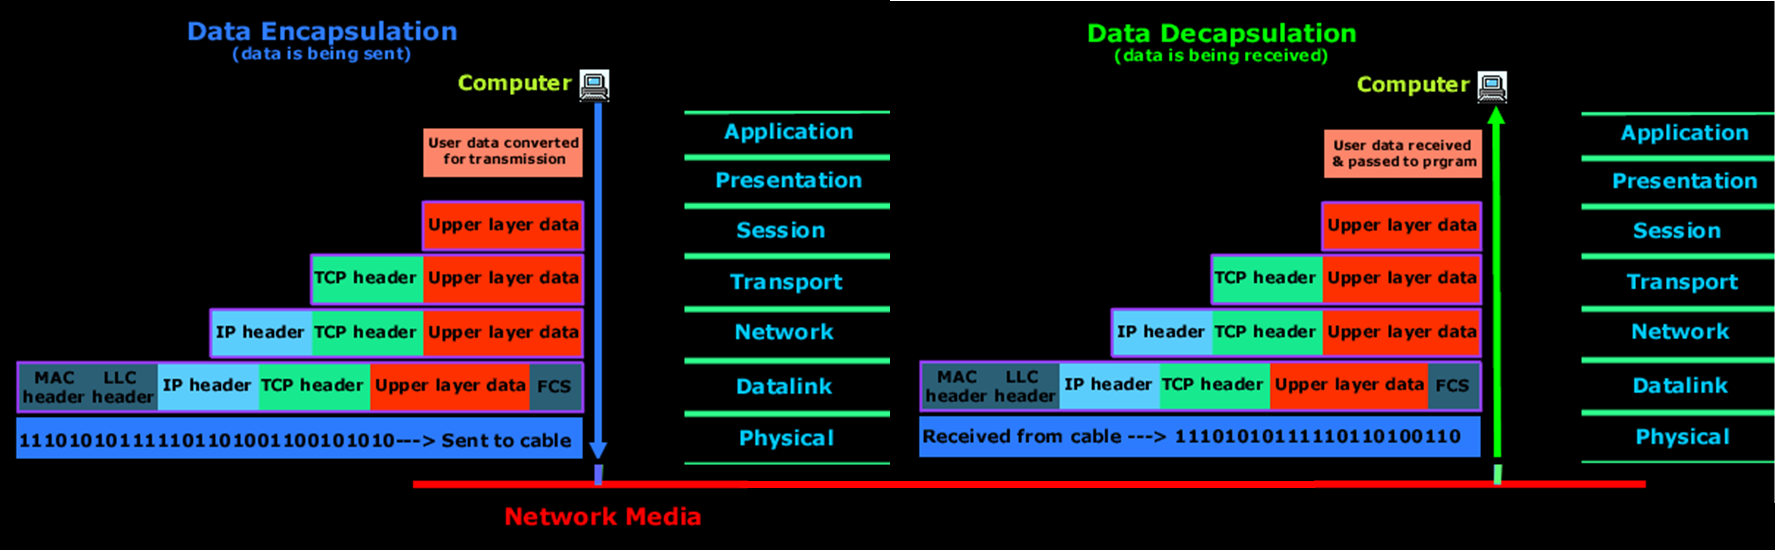 Data Encapsulation
(data is being sent)
Computer
User data converted
for transmission
Upper layer data
TCP header Upper layer data
IP header TCP header Upper layer data
MAC header LLC header IP header TCP header Upper layer data FCS
1110101011111011010011001010 10---> Sent to cable
Application
Presentation
Session
Transport
Network
Datalink
Physical
Data Decapsulation
(data is being received)
Computer
User data received
& passed to prgram
Upper layer data
TCP header Upper layer data
IP header TCP header Upper layer data
MAC header LLC header IP header TCP header Upper layer data FCS
Received from cable ---> 11101010111110110100110
Application
Presentation
Session
Transport
Network
Datalink
Physical
Network Media